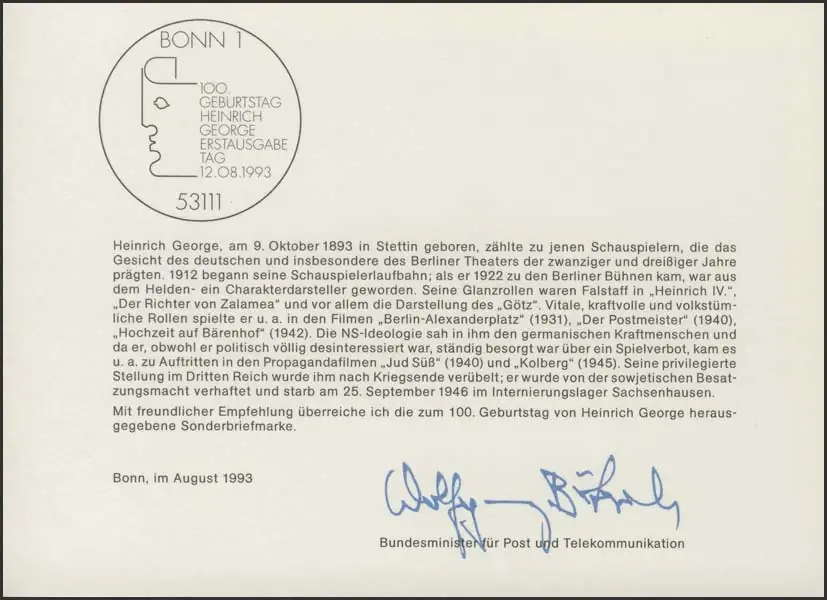 BONN 1
100.
GEBURTSTAG
HEINRICH
GEORGE
ERSTAUSGABE
TAG
12.08.1993
53111
Heinrich George, am 9. Oktober 1893 in Stettin geboren, zählte zu jenen Schauspielern, die das
Gesicht des deutschen und insbesondere des Berliner Theaters der zwanziger und dreißiger Jahre
prägten. 1912 begann seine Schauspielerlaufbahn; als er 1922 zu den Berliner Bühnen kam, war aus
dem Helden- ein Charakterdarsteller geworden. Seine Glanzrollen waren Falstaff in „Heinrich IV.“,
„Der Richter von Zalamea“ und vor allem die Darstellung des „Götz“. Vitale, kraftvolle und volkstüm-
liche Rollen spielte er u. a. in den Filmen „Berlin-Alexanderplatz“ (1931), „Der Postmeister“ (1940),
„Hochzeit auf Bärenhof“ (1942). Die NS-Ideologie sah in ihm den germanischen Kraftmenschen und
da er, obwohl er politisch völlig desinteressiert war, ständig besorgt war über ein Spielverbot, kam es
u. a. zu Auftritten in den Propagandafilmen „Jud Süß“ (1940) und „Kolberg“ (1945). Seine privilegierte
Stellung im Dritten Reich wurde ihm nach Kriegsende verübelt; er wurde von der sowjetischen Besat-
zungsmacht verhaftet und starb am 25. September 1946 im Internierungslager Sachsenhausen.
Mit freundlicher Empfehlung überreiche ich die zum 100. Geburtstag von Heinrich George heraus-
gegebene Sonderbriefmarke.
Bonn, im August 1993
Wolfgang Bötsch
Bundesminister für Post und Telekommunikation